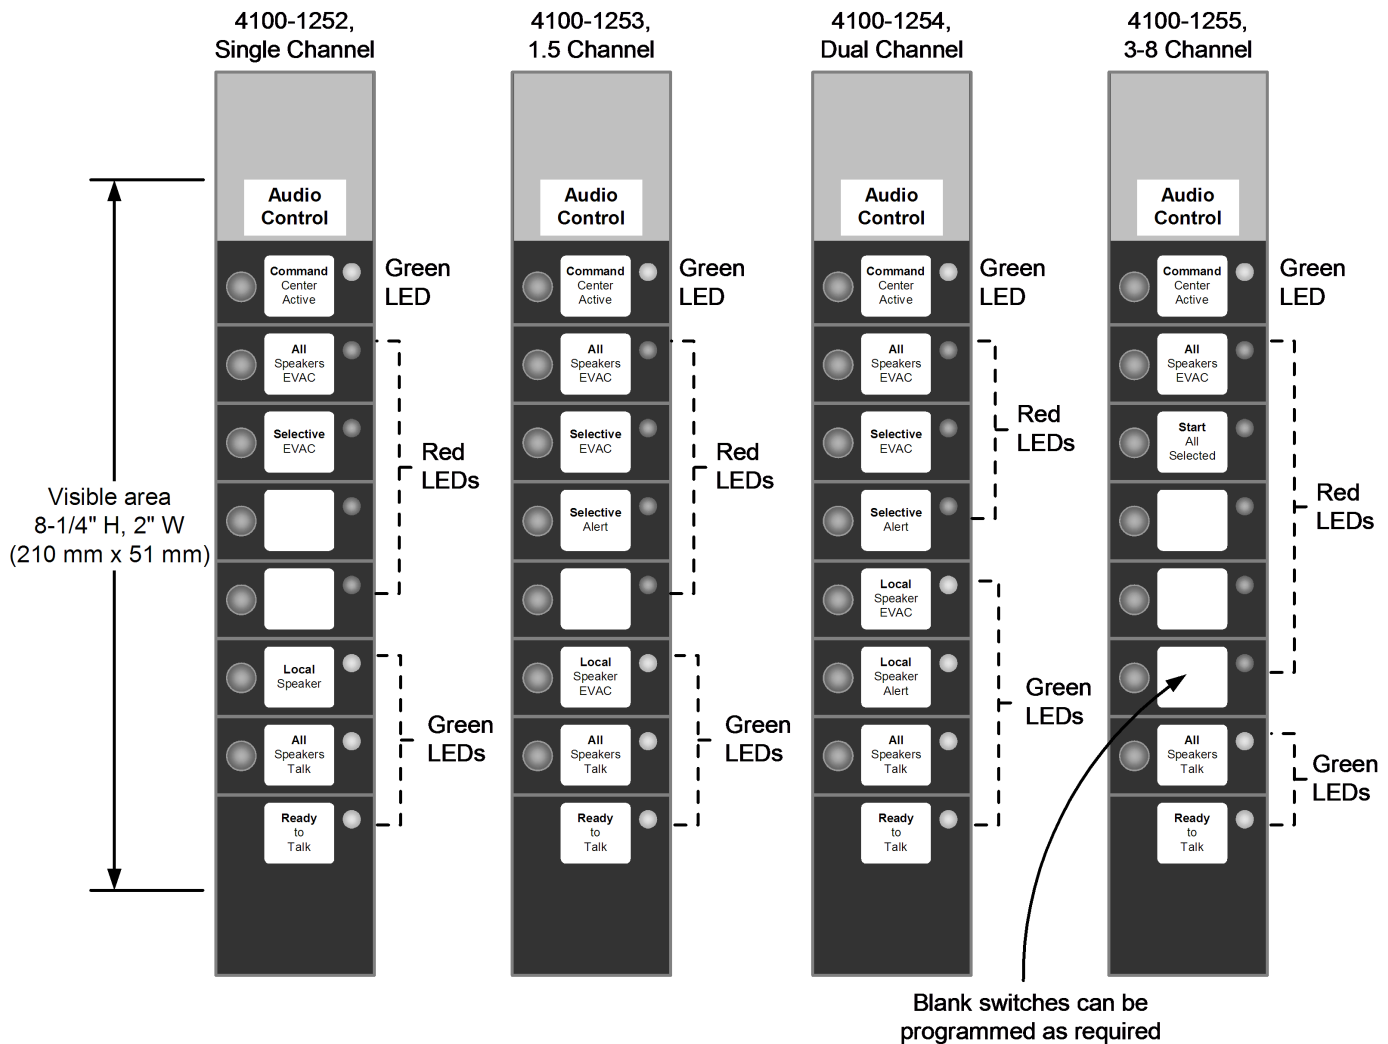 4100-1252,
Single Channel
4100-1253,
1.5 Channel
4100-1254,
Dual Channel
4100-1255,
3-8 Channel
Visible area
8-1/4" H, 2" W
(210 mm x 51 mm)
Audio
Control
Command
Center
Active
Green
LED
All
Speakers
EVAC
Selective
EVAC
Red
LEDs
Local
Speaker
All
Speakers
Talk
Green
LEDs
Ready
to
Talk
Audio
Control
Command
Center
Active
Green
LED
All
Speakers
EVAC
Selective
EVAC
Red
LEDs
Selective
Alert
Local
Speaker
EVAC
All
Speakers
Talk
Green
LEDs
Ready
to
Talk
Audio
Control
Command
Center
Active
Green
LED
All
Speakers
EVAC
Selective
EVAC
Red
LEDs
Selective
Alert
Local
Speaker
EVAC
Local
Speaker
Alert
Green
LEDs
All
Speakers
Talk
Ready
to
Talk
Audio
Control
Command
Center
Active
Green
LED
All
Speakers
EVAC
Start
All
Selected
Red
LEDs
All
Speakers
Talk
Green
LEDs
Ready
to
Talk
Blank switches can be
programmed as required